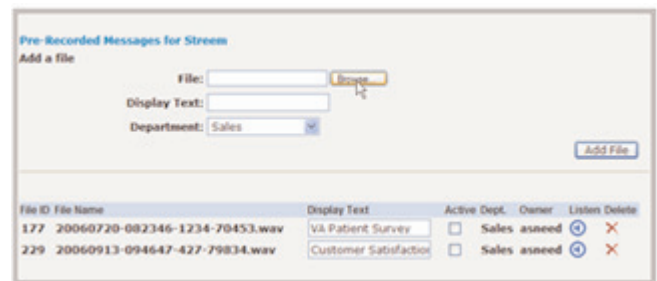 Pre-Recorded Messages for Streem
Add a file
File: Browse...
Display Text:
Department: Sales
Add File
File ID File Name Display Text Active Dept. Owner Listen Delete
177 20060720-082346-1234-70453.wav VA Patient Survey Sales asneed
229 20060913-094647-427-79834.wav Customer Satisfaction Sales asneed